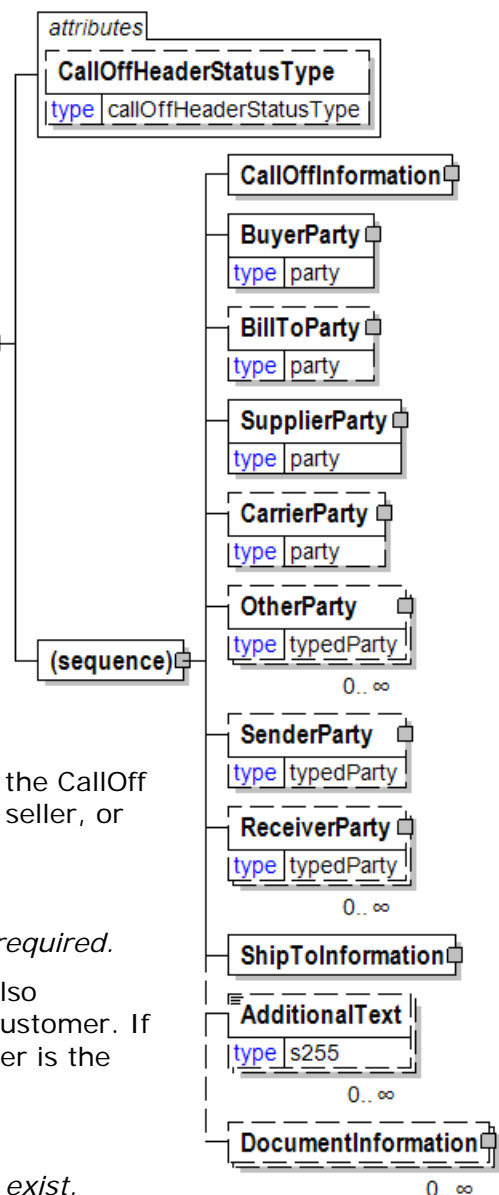 attributes
CallOffHeaderStatusType
type callOffHeaderStatusType
CallOffInformation
BuyerParty
type party
BillToParty
type party
SupplierParty
type party
CarrierParty
type party
OtherParty
type typedParty
0.. ∞
(sequence)
SenderParty
type typedParty
the CallOff
seller, or
ReceiverParty
type typedParty
0.. ∞
required.
ShipToInformation
lso
ustomer. If
er is the
AdditionalText
type s255
0.. ∞
DocumentInformation
exist.
0.. ∞